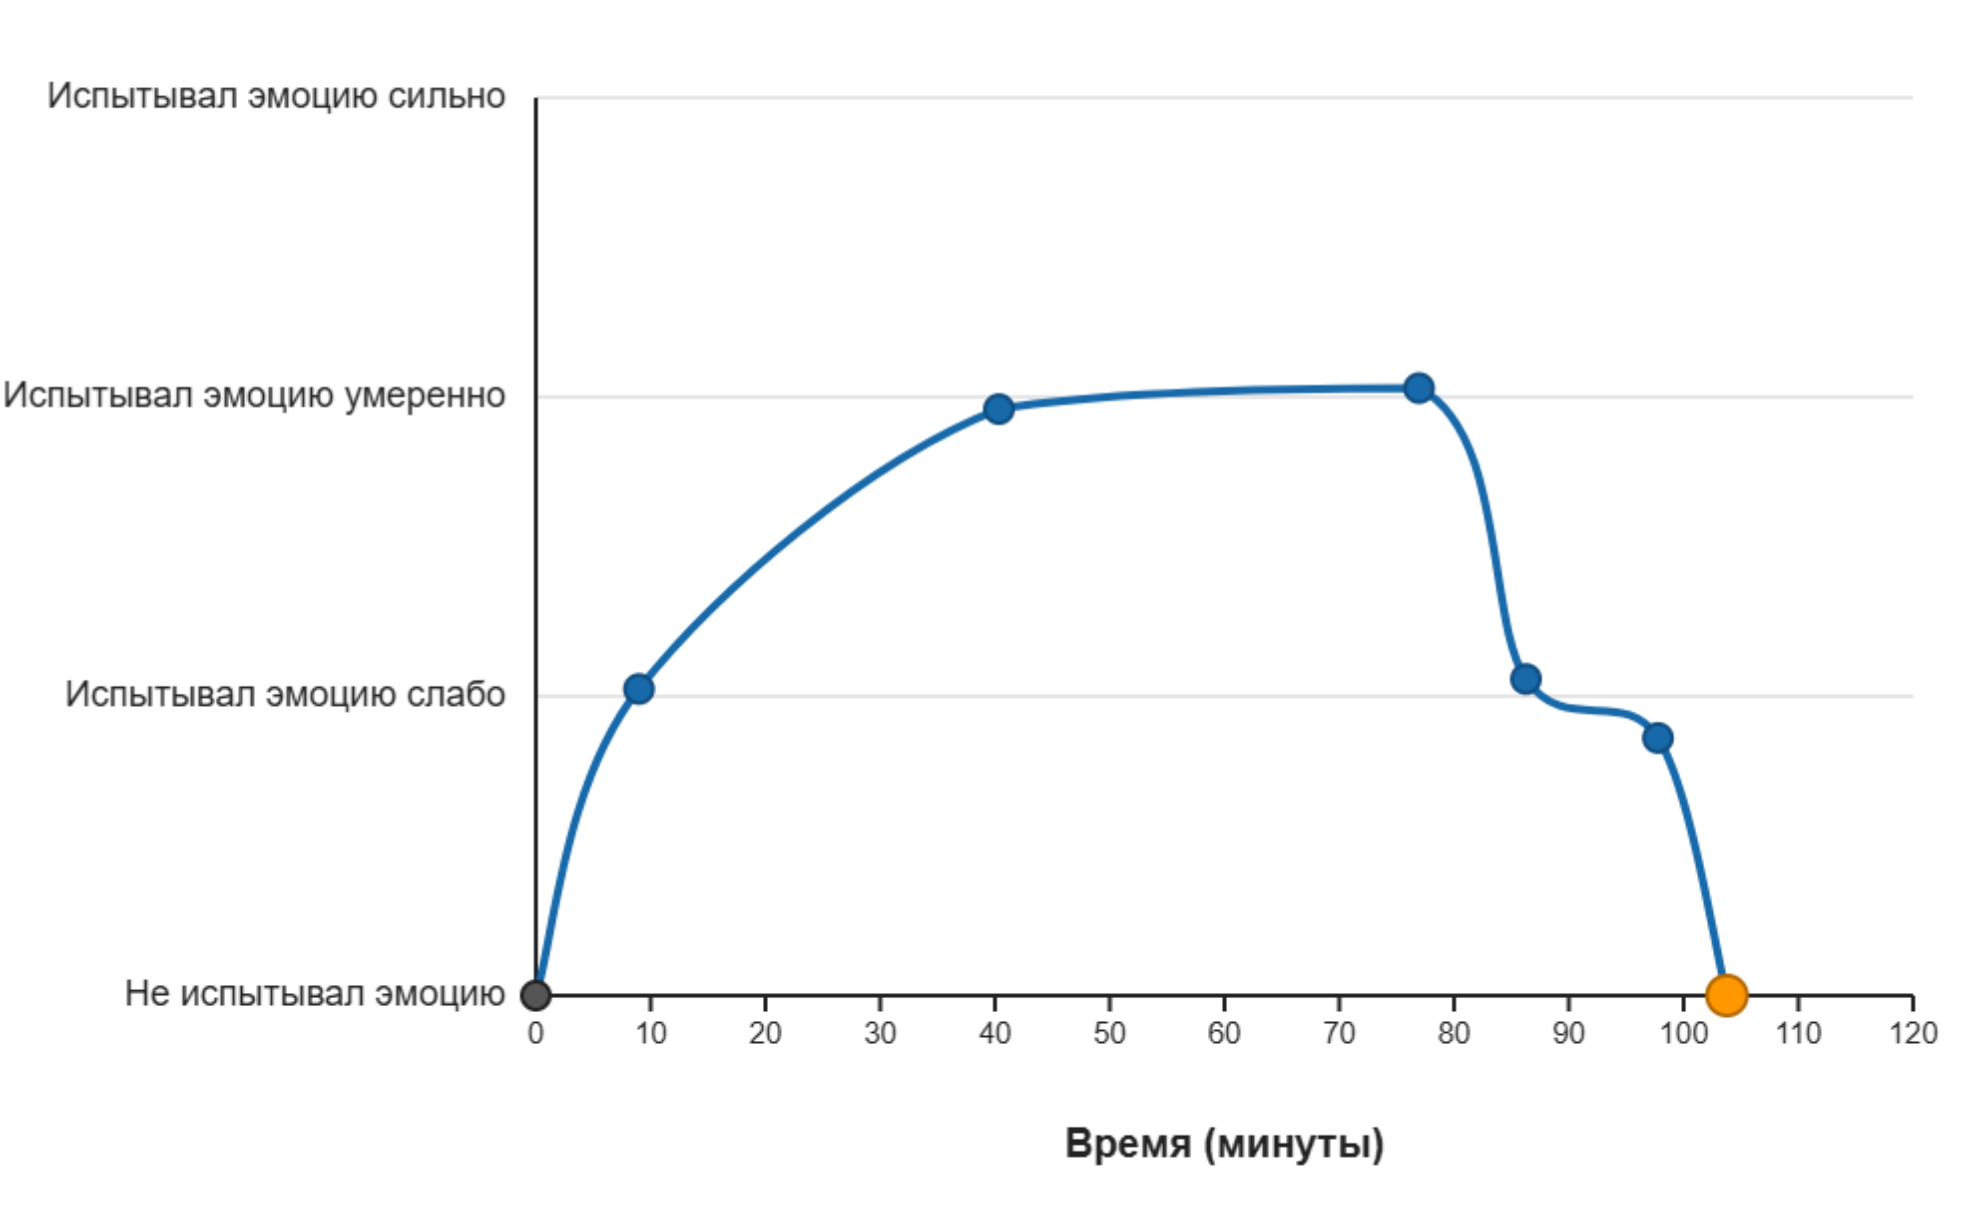 Испытывал эмоцию сильно
Испытывал эмоцию умеренно
Испытывал эмоцию слабо
Не испытывал эмоцию
0 10 20 30 40 50 60 70 80 90 100 110 120
Время (минуты)